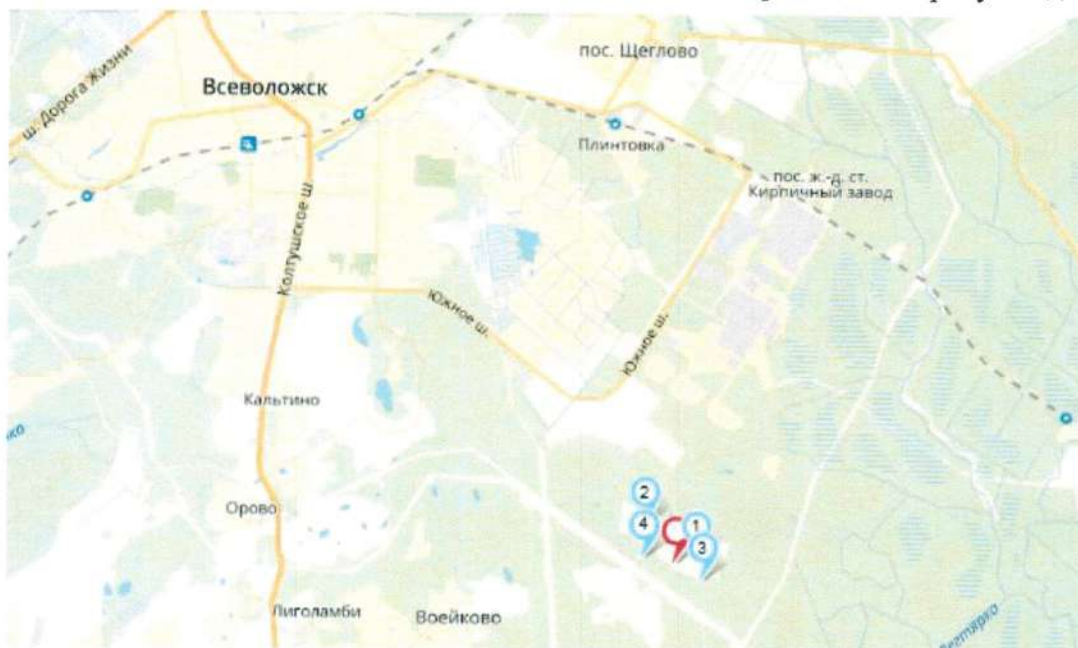 пос. Щеглово
Всеволожск
ш. Дорога Жизни
Плинтовка
пос. ж.-д. ст.
Кирпичный завод
Колтушское ш.
Южное ш.
Южное ш.
Кальтино
2
4
1
3
Орово
Лиголамби
Воейково